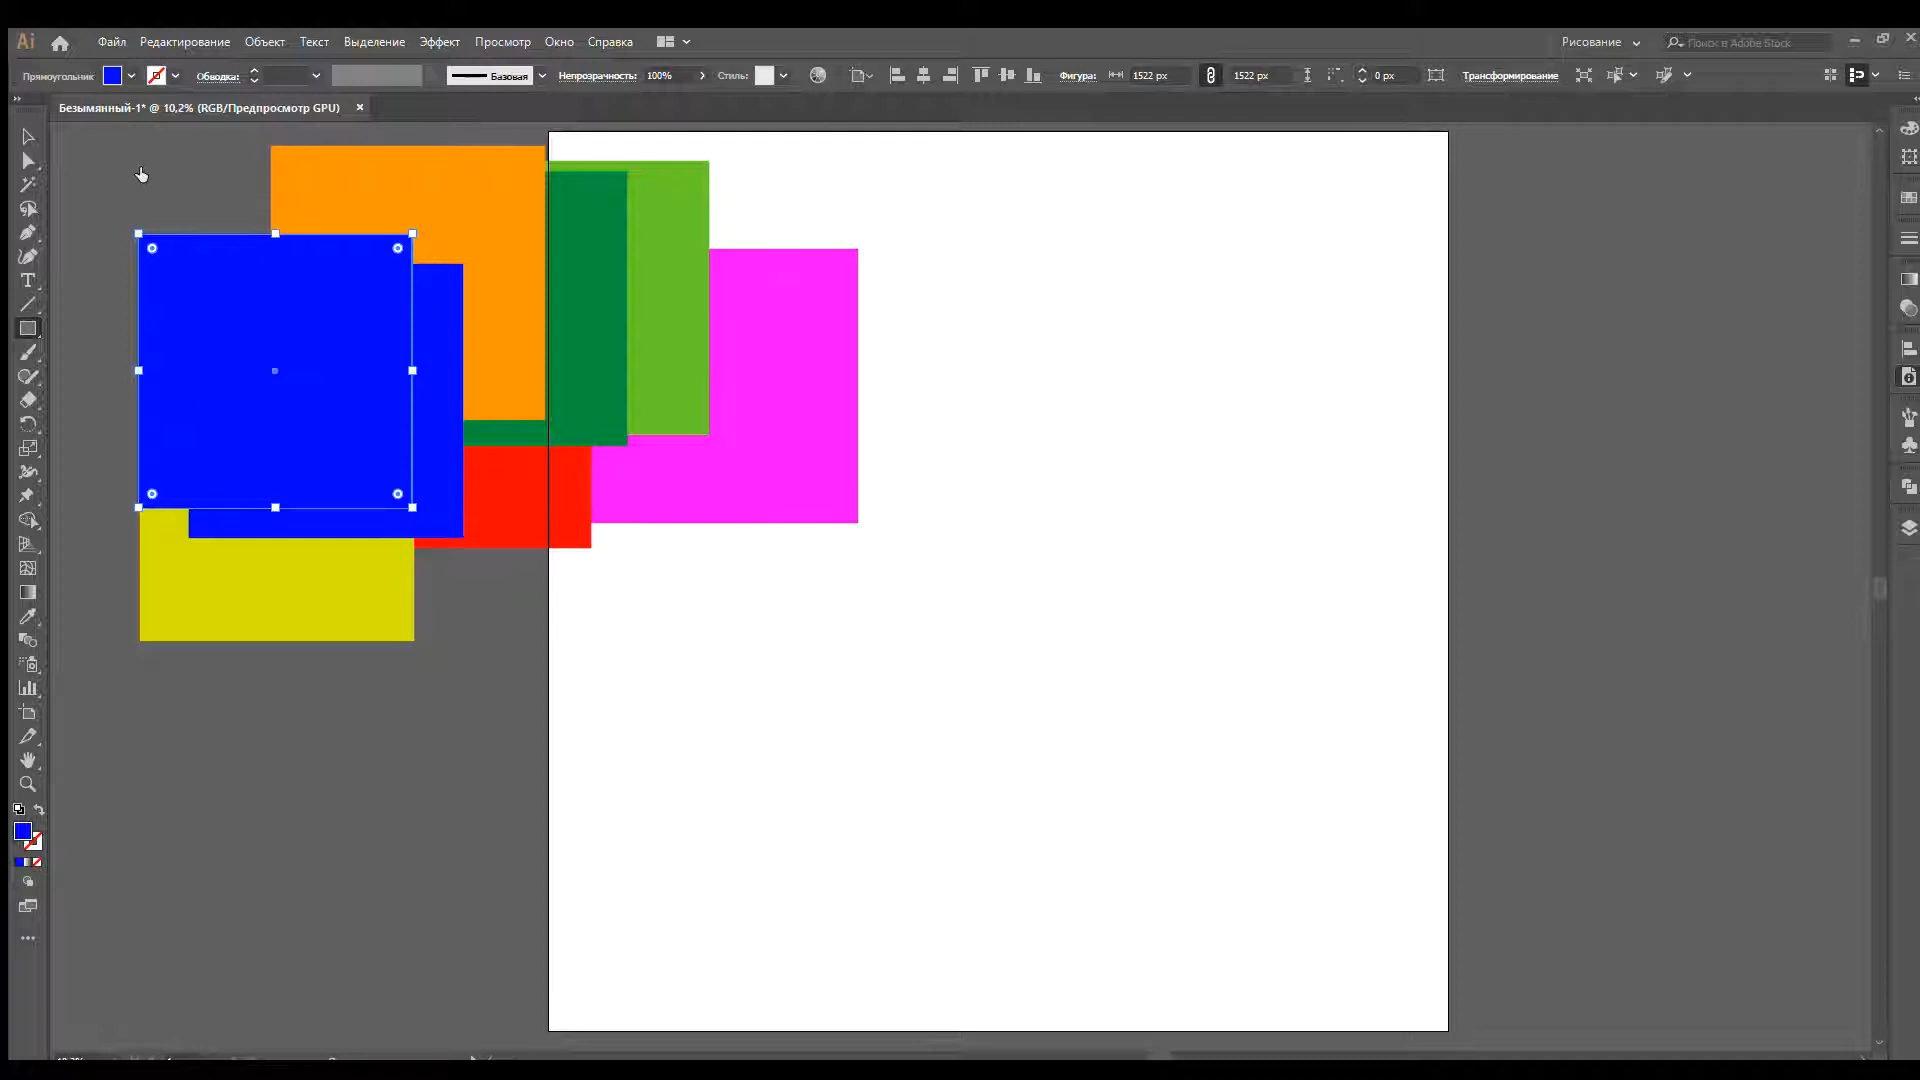 Ai Файл Редактирование Объект Текст Выделение Эффект Просмотр Окно Справка Рисование Поиск в Adobe Stock
Прямоугольник Обводка: Базовая Непрозрачность: 100% Стиль: Фигура: 1522 px 1522 px 0 px Трансформирование
Безымянный-1* @ 10,2% (RGB/Предпросмотр GPU)